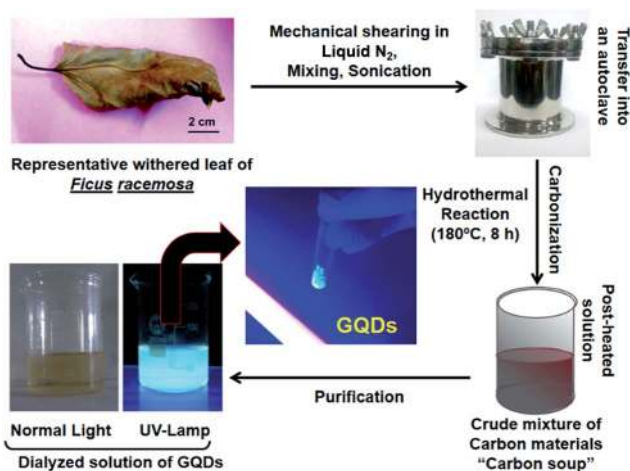 Mechanical shearing in
Liquid N₂,
Mixing, Sonication
Transfer into
an autoclave
2 cm
Representative withered leaf of
Ficus racemosa
Carbonization
Hydrothermal
Reaction
(180ºC, 8 h)
GQDs
Post-heated
solution
Purification
Normal Light
UV-Lamp
Dialyzed solution of GQDs
Crude mixture of
Carbon materials
“Carbon soup”